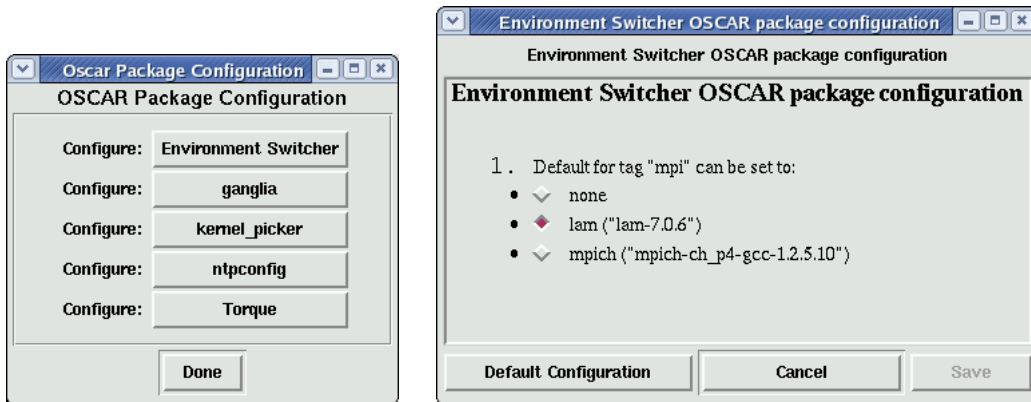 Oscar Package Configuration
OSCAR Package Configuration
Configure: Environment Switcher
Configure: ganglia
Configure: kernel_picker
Configure: ntpconfig
Configure: Torque
Done
Environment Switcher OSCAR package configuration
Environment Switcher OSCAR package configuration
Environment Switcher OSCAR package configuration
1. Default for tag "mpi" can be set to:
• none
• lam ("lam-7.0.6")
• mpich ("mpich-ch_p4-gcc-1.2.5.10")
Default Configuration Cancel Save